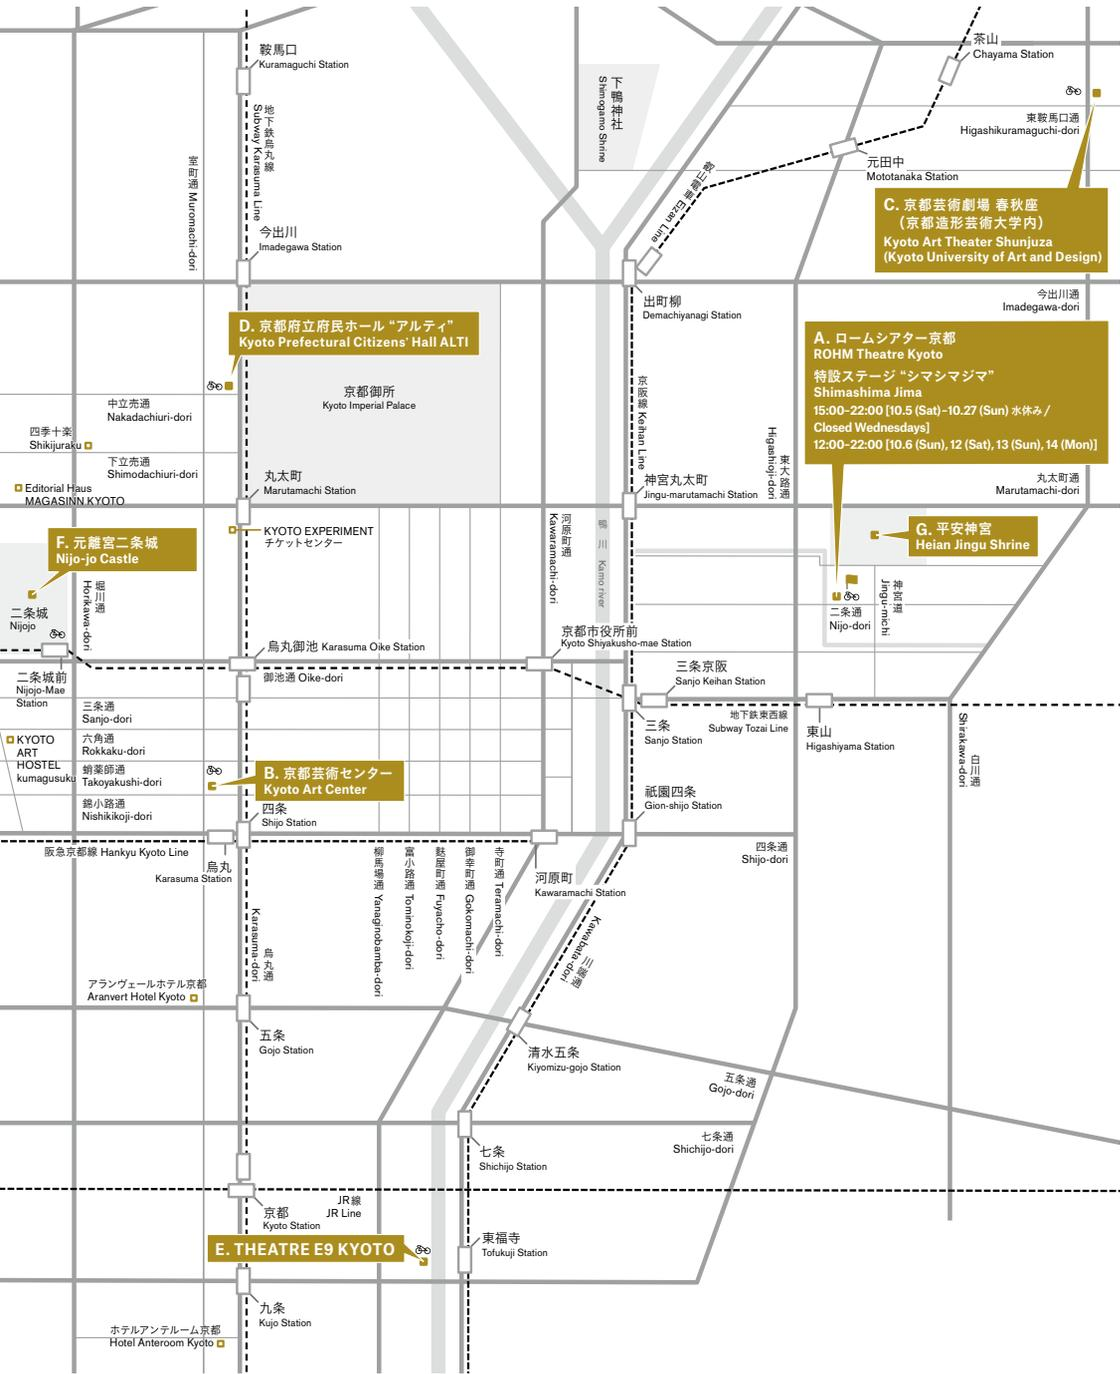 鞍馬口
Kuramaguchi Station
地下鉄烏丸線
Subway Karasuma Line
室町通 Muromachi-dori
今出川
Imadegawa Station
下鴨神社
Shimogamo Shrine
茶山
Chayama Station
東鞍馬口通
Higashikuramaguchi-dori
元田中
Mototanaka Station
叡山電車 Eizan Line
C. 京都芸術劇場 春秋座
(京都造形芸術大学内)
Kyoto Art Theater Shunjuza
(Kyoto University of Art and Design)
出町柳
Demachiyanagi Station
今出川通
Imadegawa-dori
D. 京都府立府民ホール “アルティ”
Kyoto Prefectural Citizens' Hall ALTI
京都御所
Kyoto Imperial Palace
中立売通
Nakadachiuri-dori
四季十楽
Shikijuraku
下立売通
Shimodachiuri-dori
Editorial Haus
MAGASINN KYOTO
丸太町
Marutamachi Station
京阪線 Keihan Line
A. ロームシアター京都
ROHM Theatre Kyoto
特設ステージ “シマシマジマ”
Shimashima Jima
15:00-22:00 [10.5 (Sat)-10.27 (Sun) 水休み /
Closed Wednesdays]
12:00-22:00 [10.6 (Sun), 12 (Sat), 13 (Sun), 14 (Mon)]
東大路通
Higashioji-dori
神宮丸太町
Jingu-marutamachi Station
丸太町通
Marutamachi-dori
F. 元離宮二条城
Nijo-jo Castle
KYOTO EXPERIMENT
チケットセンター
河原町通
Kawaramachi-dori
鴨川 Kamo river
G. 平安神宮
Heian Jingu Shrine
二条城
Nijojo
堀川通
Horikawa-dori
二条通
Nijo-dori
神宮道
Jingu-michi
烏丸御池 Karasuma Oike Station
京都市役所前
Kyoto Shiyakusho-mae Station
二条城前
Nijojo-Mae
Station
御池通 Oike-dori
三条京阪
Sanjo Keihan Station
三条通
Sanjo-dori
三条
Sanjo Station
地下鉄東西線
Subway Tozai Line
東山
Higashiyama Station
白川通
Shirakawa-dori
KYOTO
ART
HOSTEL
kumagusuku
六角通
Rokkaku-dori
蛸薬師通
Takoyakushi-dori
錦小路通
Nishikikoji-dori
B. 京都芸術センター
Kyoto Art Center
四条
Shijo Station
祇園四条
Gion-shijo Station
四条通
Shijo-dori
阪急京都線 Hankyu Kyoto Line
烏丸
Karasuma Station
河原町
Kawaramachi Station
柳馬場通 Yanaginobamba-dori
富小路通 Tominokoji-dori
麩屋町通 Fuyacho-dori
御幸町通 Gokomachi-dori
寺町通 Teramachi-dori
烏丸通
Karasuma-dori
川端通
Kawabata-dori
アランヴェールホテル京都
Aranvert Hotel Kyoto
五条
Gojo Station
清水五条
Kiyomizu-gojo Station
五条通
Gojo-dori
七条
Shichijo Station
七条通
Shichijo-dori
京都
Kyoto Station
JR線
JR Line
E. THEATRE E9 KYOTO
東福寺
Tofukuji Station
九条
Kujo Station
ホテルアンテルーム京都
Hotel Anteroom Kyoto